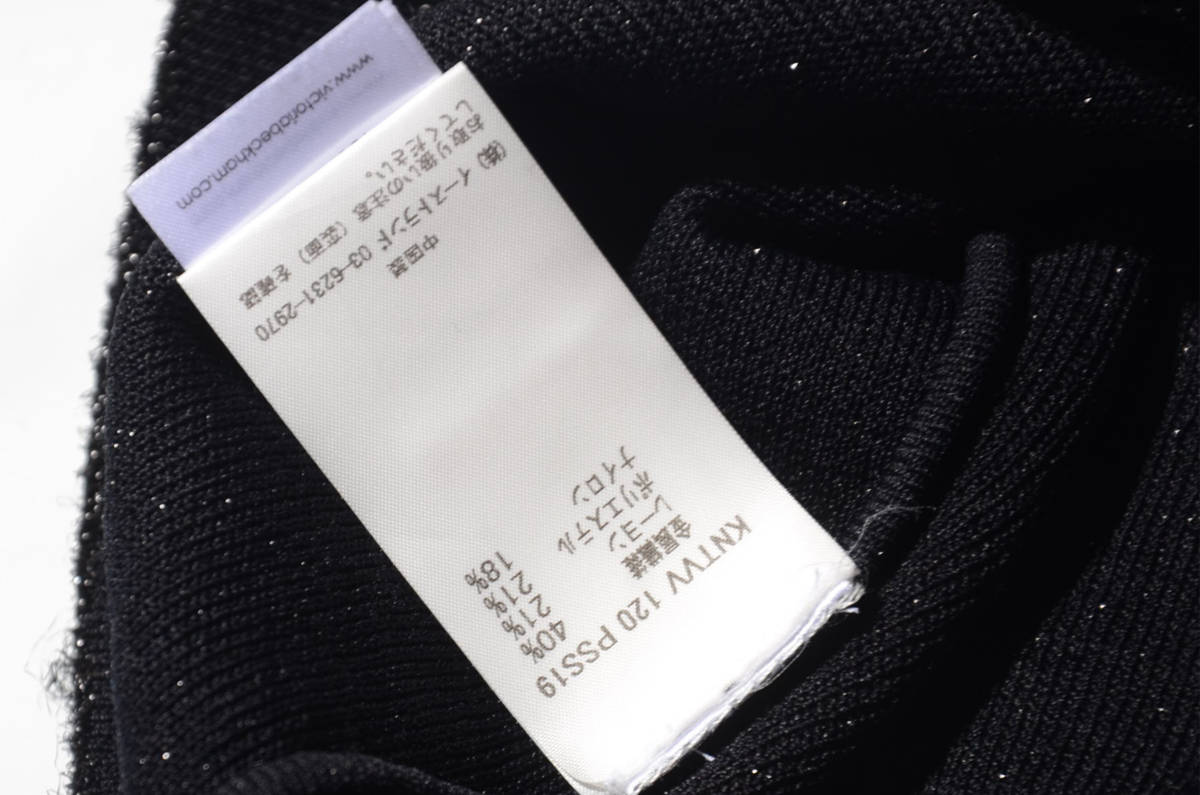 KNTVV 120 PSS19
金属繊維 40%
レーヨン 21%
ポリエステル 21%
ナイロン 18%
中国製
(株) イーストランド 03-6231-2970
お取り扱いの注意 (裏面) を確認
してください。
www.victoriabeckham.com